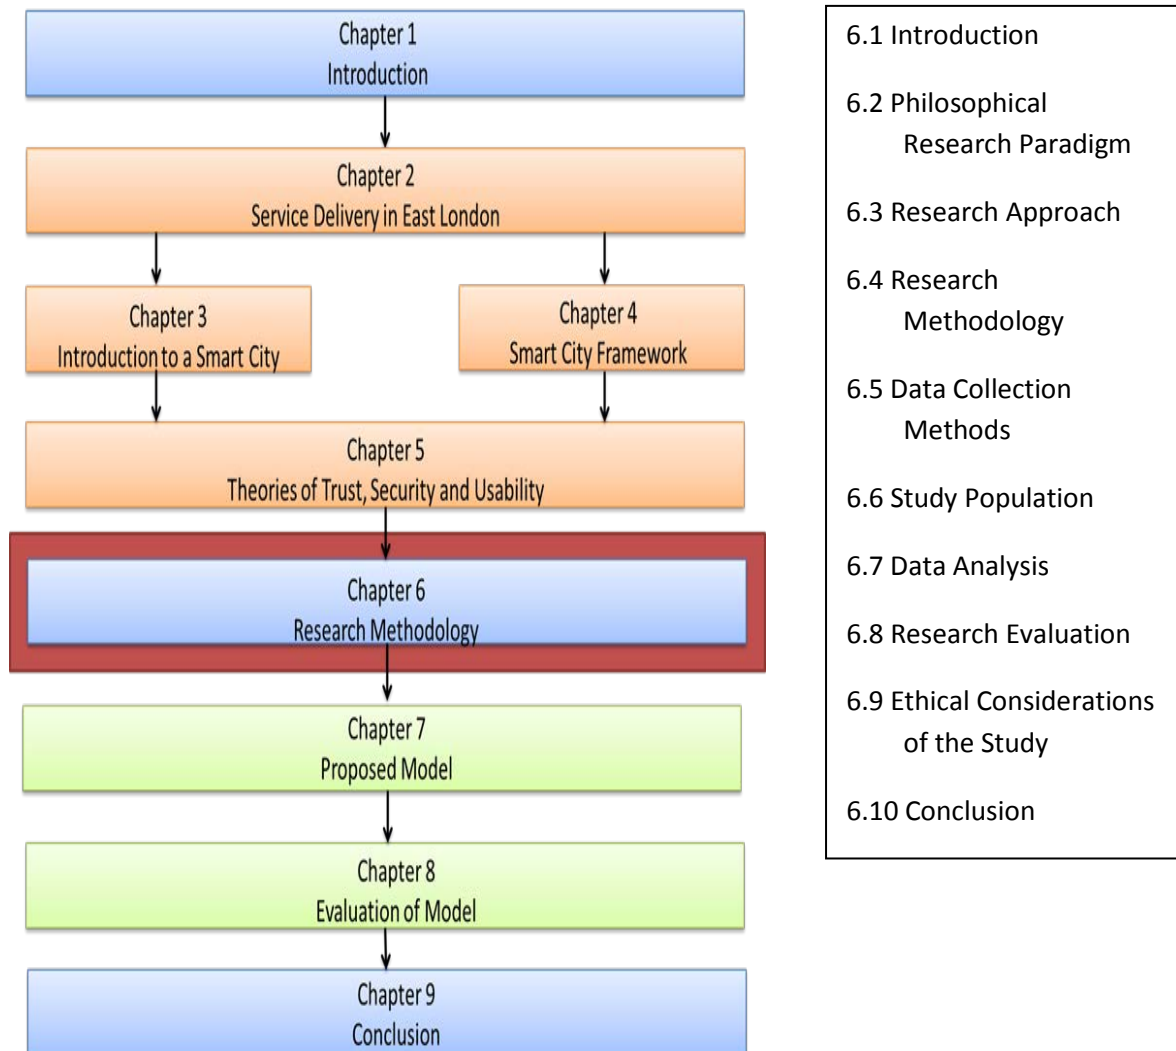 Chapter 1
Introduction
Chapter 2
Service Delivery in East London
Chapter 3
Introduction to a Smart City
Chapter 4
Smart City Framework
Chapter 5
Theories of Trust, Security and Usability
Chapter 6
Research Methodology
Chapter 7
Proposed Model
Chapter 8
Evaluation of Model
Chapter 9
Conclusion
6.1 Introduction
6.2 Philosophical
Research Paradigm
6.3 Research Approach
6.4 Research
Methodology
6.5 Data Collection
Methods
6.6 Study Population
6.7 Data Analysis
6.8 Research Evaluation
6.9 Ethical Considerations
of the Study
6.10 Conclusion